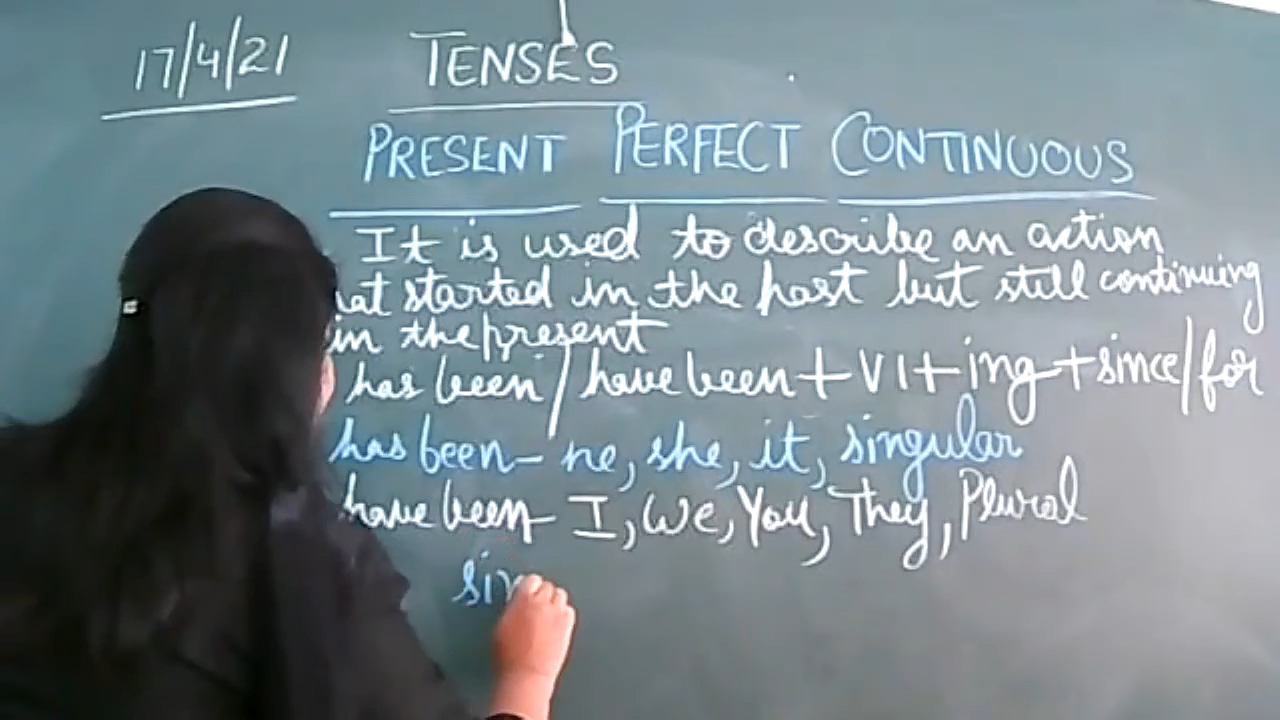 17/4/21 TENSES
PRESENT PERFECT CONTINUOUS
It is used to describe an action
at started in the past but still continuing
in the present
has been / have been + V1 + ing + since/for
has been - he, she, it, singular
have been - I, We, You, They, Plural
sin